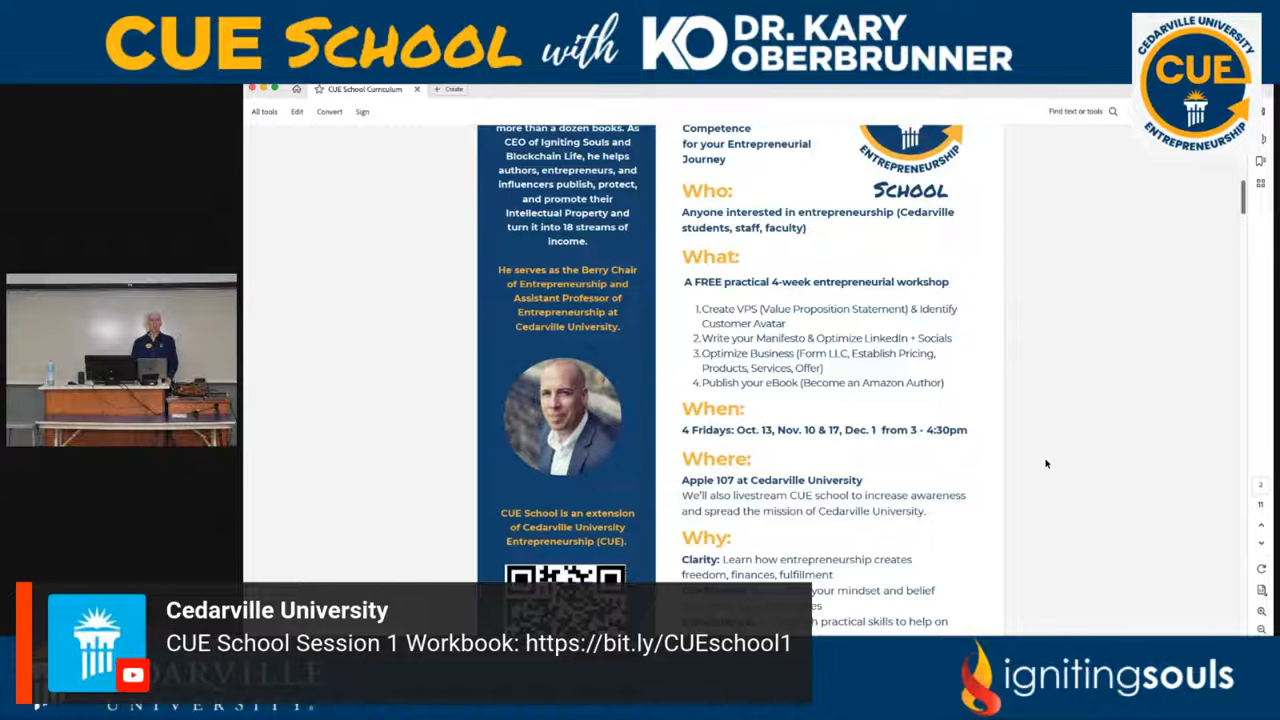 CUE SCHOOL with KO DR. KARY OBERBRUNNER
CEDARVILLE UNIVERSITY
CUE
ENTREPRENEURSHIP
CUE School Curriculum
Create
All tools
Edit
Convert
Sign
Find text or tools
more than a dozen books. As
CEO of Igniting Souls and
Blockchain Life, he helps
authors, entrepreneurs, and
influencers publish, protect,
and promote their
Intellectual Property and
turn it into 18 streams of
income.
He serves as the Berry Chair
of Entrepreneurship and
Assistant Professor of
Entrepreneurship at
Cedarville University.
CUE School is an extension
of Cedarville University
Entrepreneurship (CUE).
Competence
for your Entrepreneurial
Journey
ENTREPRENEURSHIP
SCHOOL
Who:
Anyone interested in entrepreneurship (Cedarville
students, staff, faculty)
What:
A FREE practical 4-week entrepreneurial workshop
1.Create VPS (Value Proposition Statement) & Identify
Customer Avatar
2.Write your Manifesto & Optimize LinkedIn + Socials
3.Optimize Business (Form LLC, Establish Pricing,
Products, Services, Offer)
4.Publish your eBook (Become an Amazon Author)
When:
4 Fridays: Oct. 13, Nov. 10 & 17, Dec. 1 from 3 - 4:30pm
Where:
Apple 107 at Cedarville University
We'll also livestream CUE school to increase awareness
and spread the mission of Cedarville University.
Why:
Clarity: Learn how entrepreneurship creates
freedom, finances, fulfillment
your mindset and belief
practical skills to help on
2
11
Cedarville University
CUE School Session 1 Workbook: https://bit.ly/CUEschool1
UNIVERSITY.
ignitingsouls